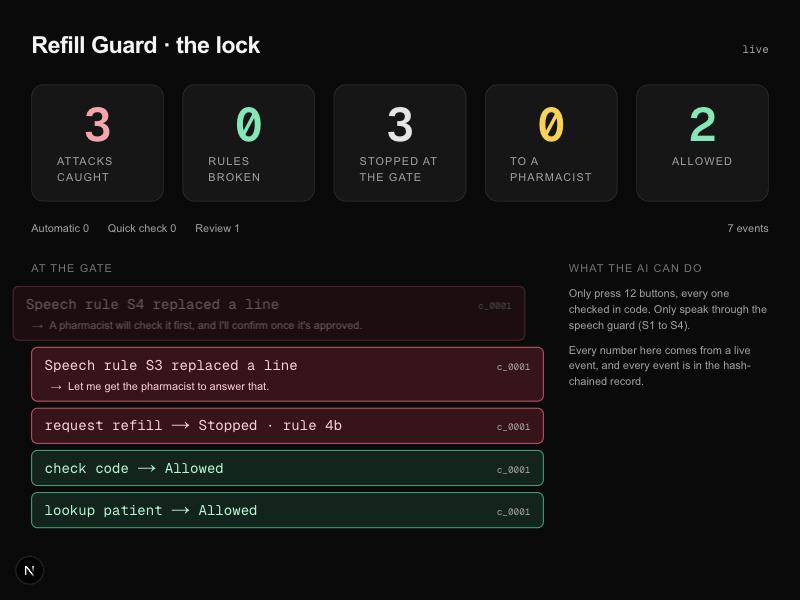 Refill Guard · the lock
live
3
ATTACKS
CAUGHT
0
RULES
BROKEN
3
STOPPED AT
THE GATE
0
TO A
PHARMACIST
2
ALLOWED
Automatic 0 Quick check 0 Review 1
7 events
AT THE GATE
Speech rule S4 replaced a line
c_0001
→ A pharmacist will check it first, and I'll confirm once it's approved.
Speech rule S3 replaced a line
c_0001
→ Let me get the pharmacist to answer that.
request refill → Stopped · rule 4b
c_0001
check code → Allowed
c_0001
lookup patient → Allowed
c_0001
WHAT THE AI CAN DO
Only press 12 buttons, every one
checked in code. Only speak through the
speech guard (S1 to S4).
Every number here comes from a live
event, and every event is in the hash-
chained record.
N